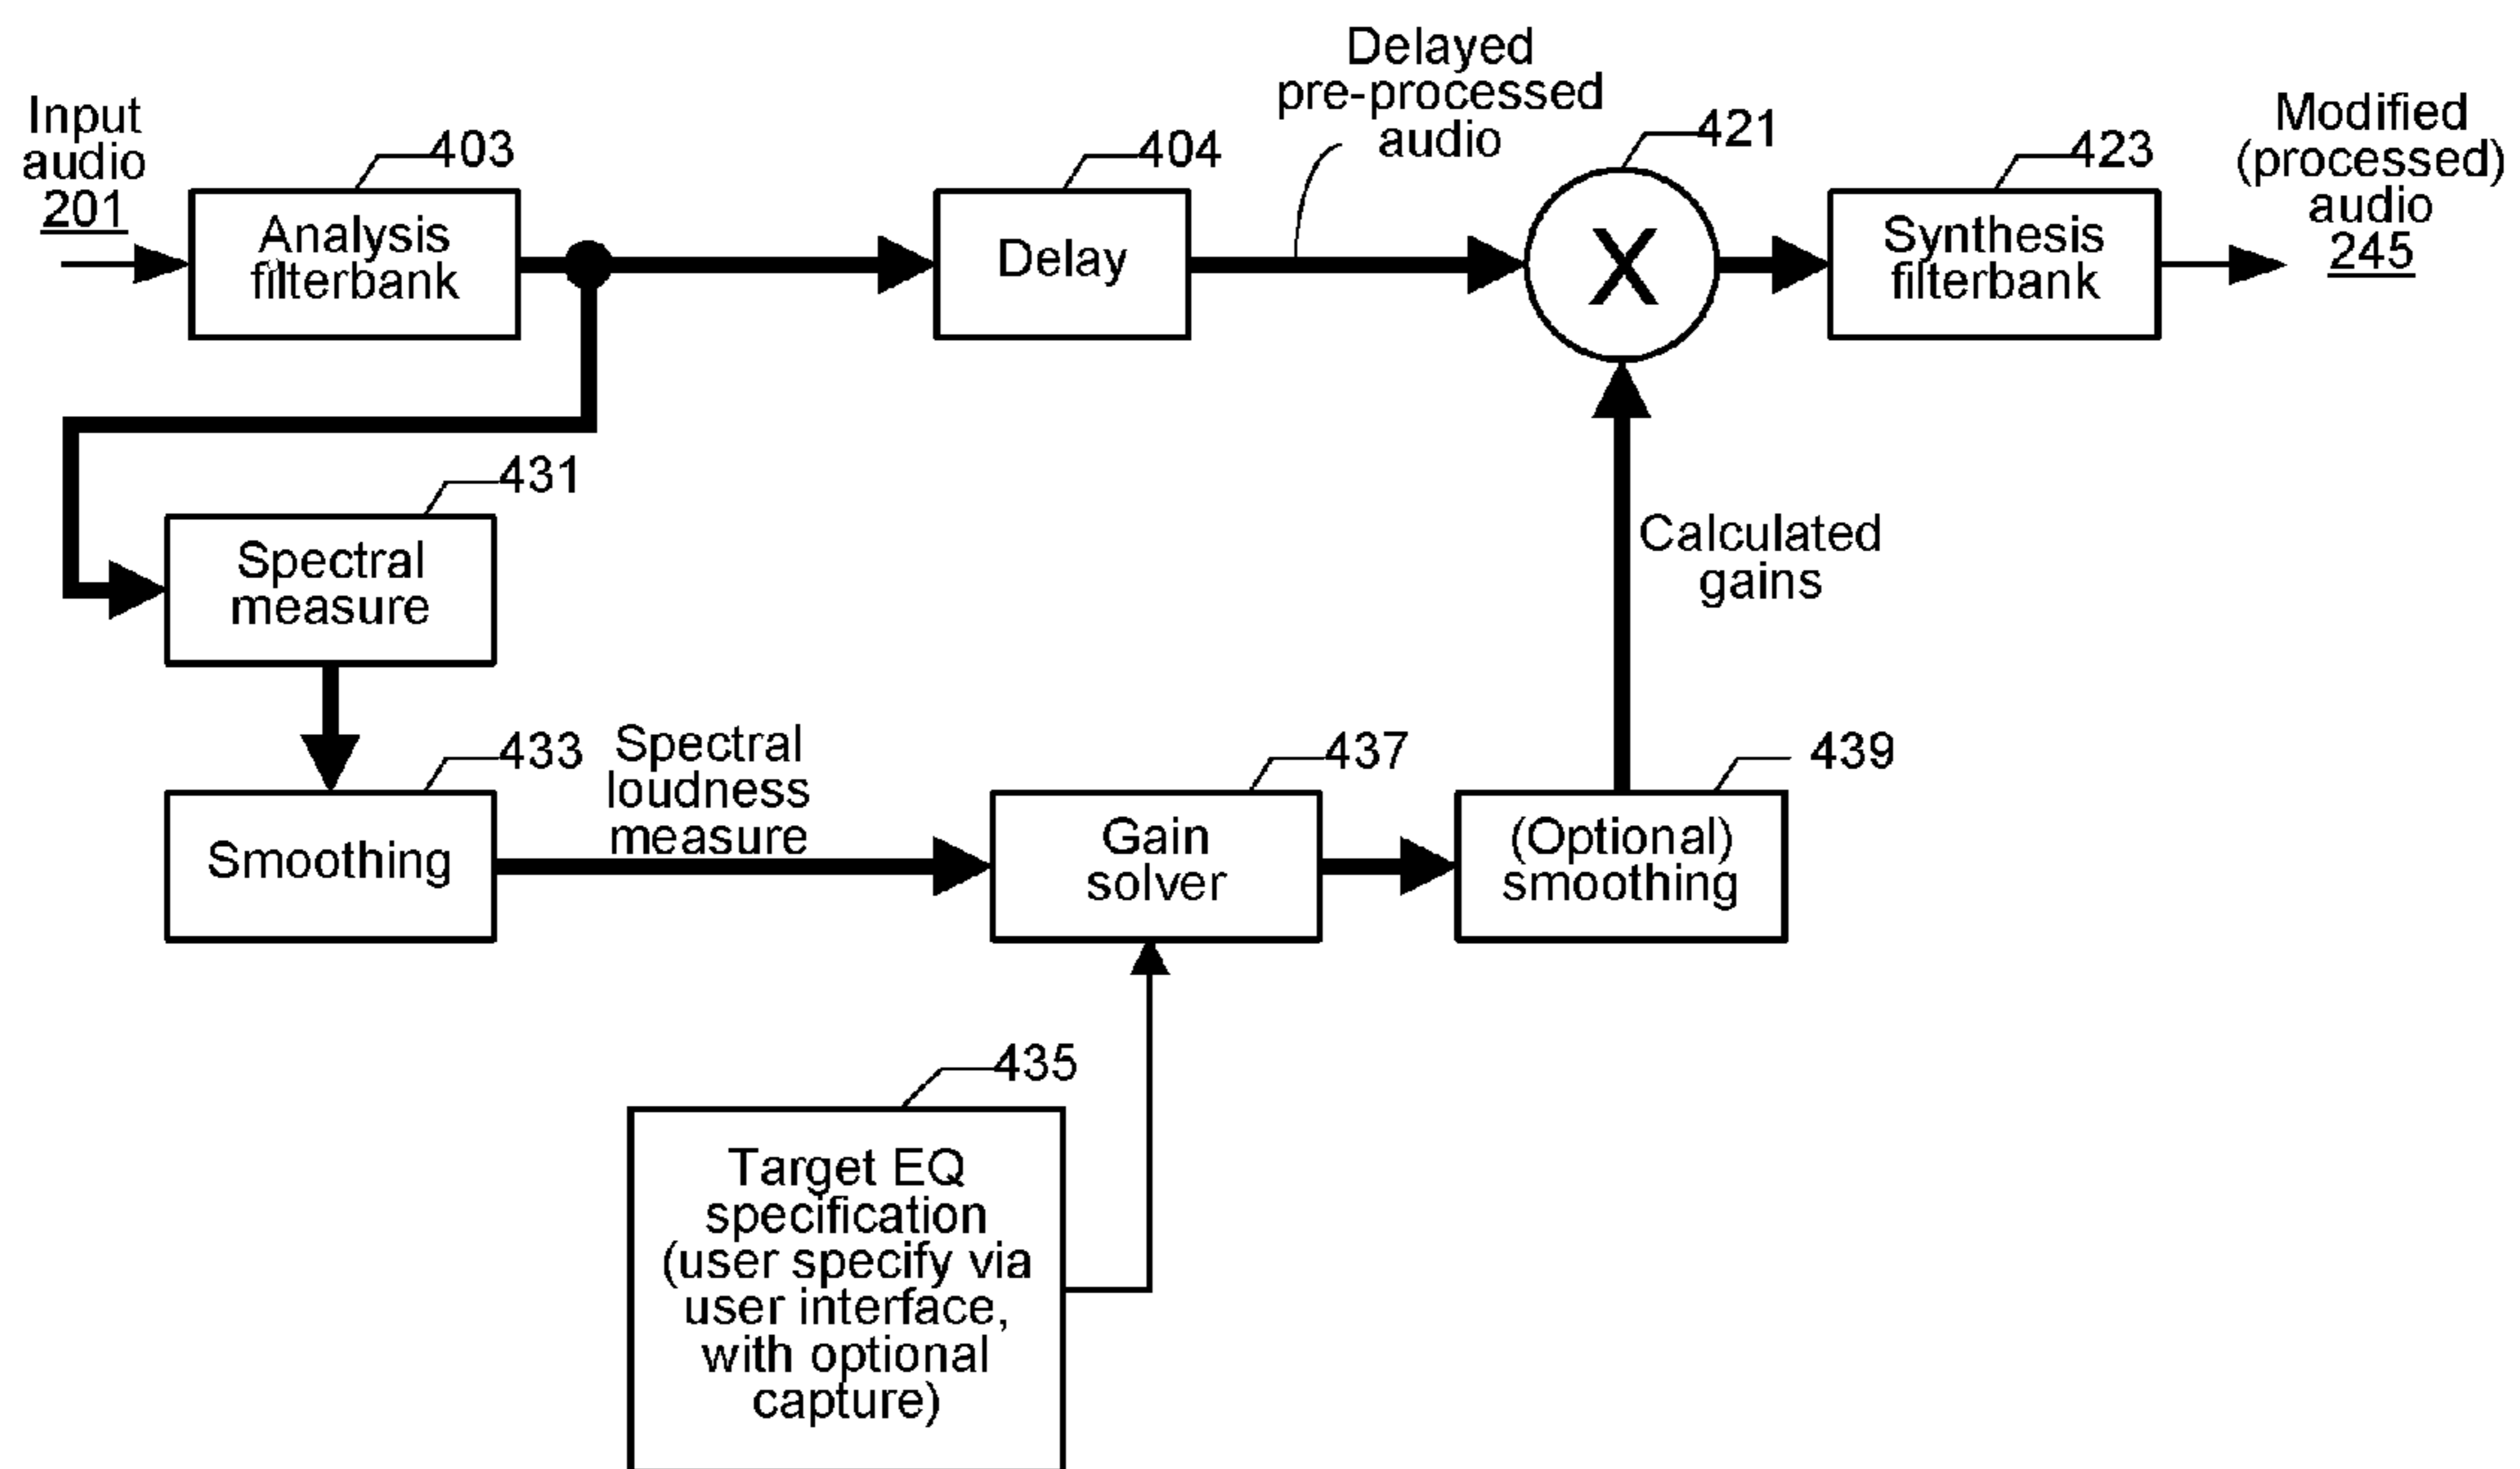 Input
audio
201
403
Analysis
filterbank
404
Delay
Delayed
pre-processed
audio
421
X
423
Synthesis
filterbank
Modified
(processed)
audio
245
431
Spectral
measure
Calculated
gains
433
Smoothing
Spectral
loudness
measure
437
Gain
solver
439
(Optional)
smoothing
435
Target EQ
specification
(user specify via
user interface,
with optional
capture)